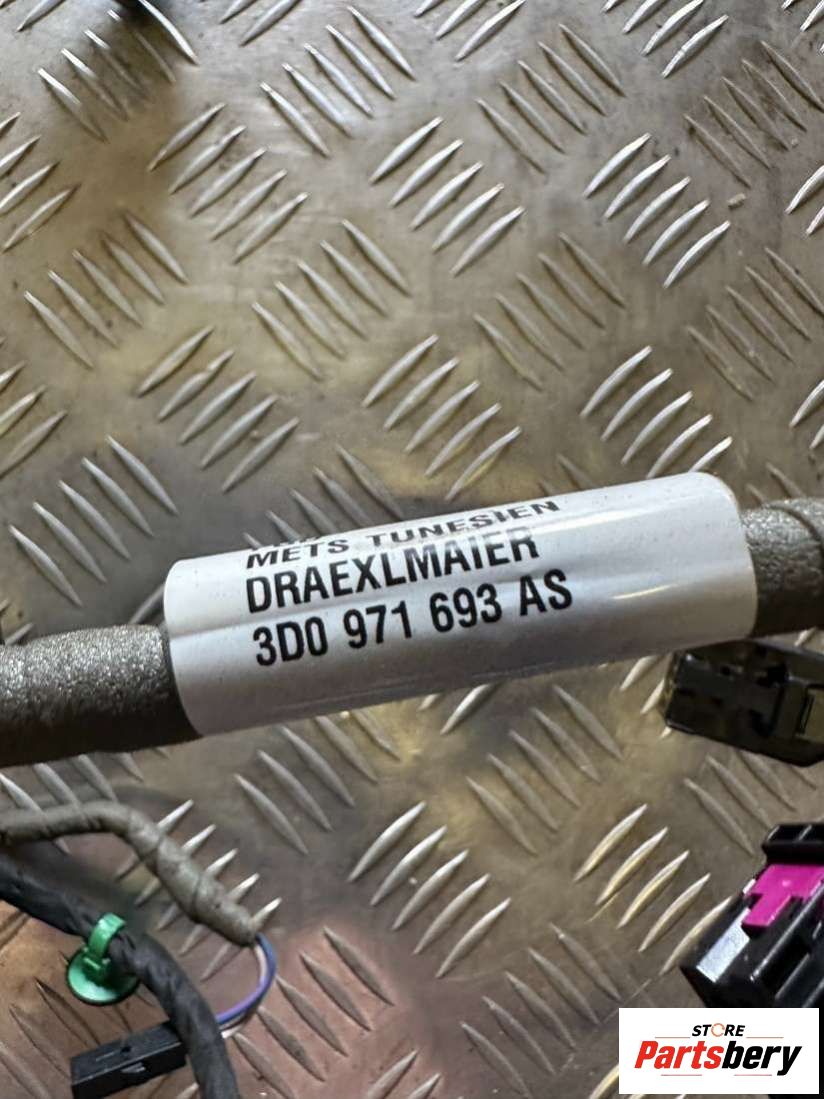 METS TUNESIEN
DRAEXLMAIER
3D0 971 693 AS
STORE
Partsbery